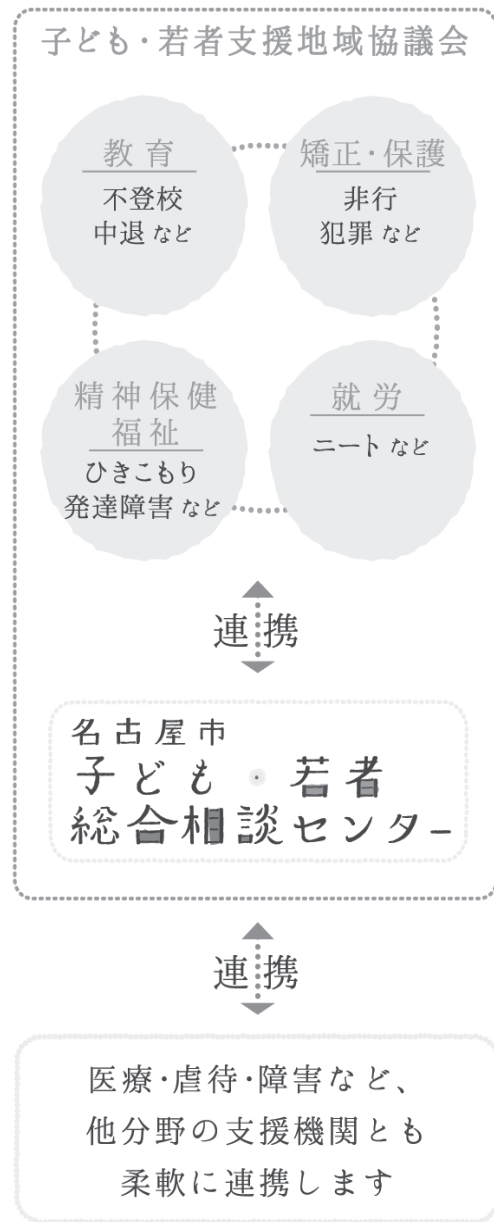 子ども・若者支援地域協議会
教育
不登校
中退 など
矯正・保護
非行
犯罪 など
精神保健
福祉
ひきこもり
発達障害 など
就労
ニート など
連携
名古屋市
子ども・若者
総合相談センター
連携
医療・虐待・障害など、
他分野の支援機関とも
柔軟に連携します